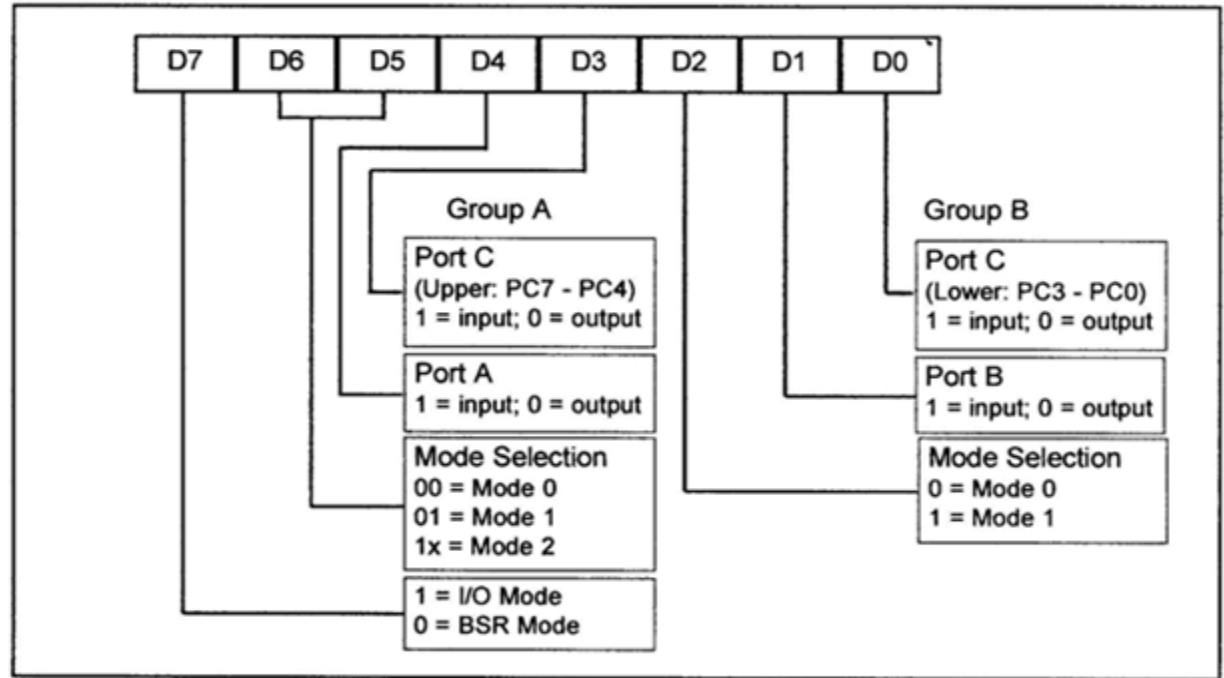 D7 D6 D5 D4 D3 D2 D1 D0
Group A
Port C
(Upper: PC7 - PC4)
1 = input; 0 = output
Port A
1 = input; 0 = output
Mode Selection
00 = Mode 0
01 = Mode 1
1x = Mode 2
1 = I/O Mode
0 = BSR Mode
Group B
Port C
(Lower: PC3 - PC0)
1 = input; 0 = output
Port B
1 = input; 0 = output
Mode Selection
0 = Mode 0
1 = Mode 1